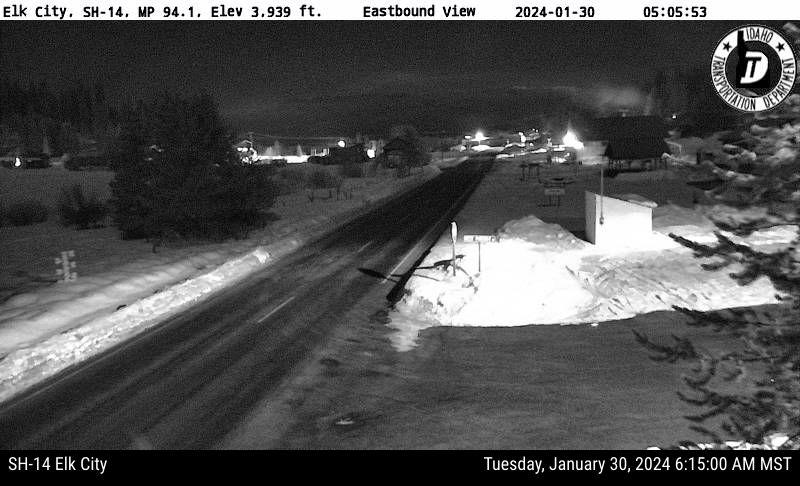 Elk City, SH-14, MP 94.1, Elev 3,939 ft. Eastbound View 2024-01-30 05:05:53
IDAHO
TRANSPORTATION DEPARTMENT
SH-14 Elk City Tuesday, January 30, 2024 6:15:00 AM MST